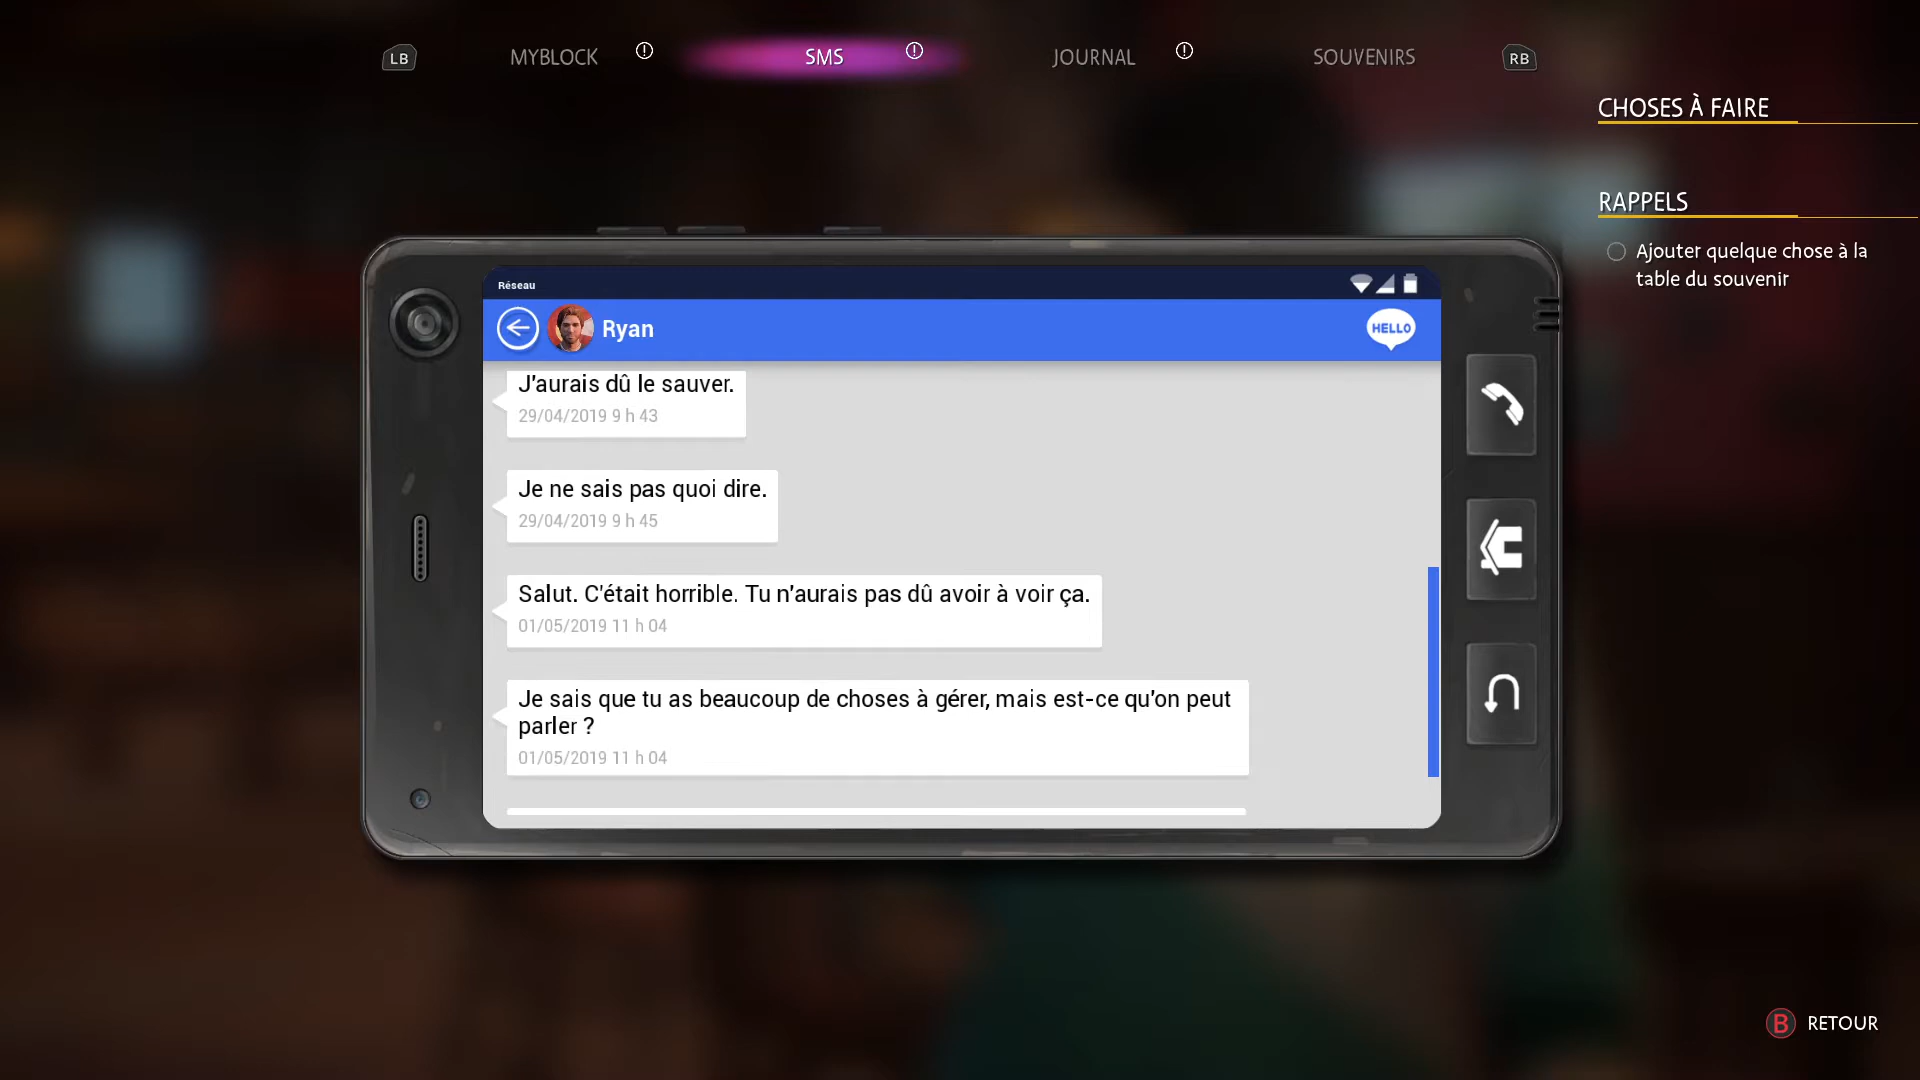 LB
MYBLOCK
SMS
JOURNAL
SOUVENIRS
RB
CHOSES À FAIRE
RAPPELS
Ajouter quelque chose à la
table du souvenir
Réseau
Ryan
HELLO
J'aurais dû le sauver.
29/04/2019 9 h 43
Je ne sais pas quoi dire.
29/04/2019 9 h 45
Salut. C'était horrible. Tu n'aurais pas dû avoir à voir ça.
01/05/2019 11 h 04
Je sais que tu as beaucoup de choses à gérer, mais est-ce qu'on peut
parler ?
01/05/2019 11 h 04
B RETOUR